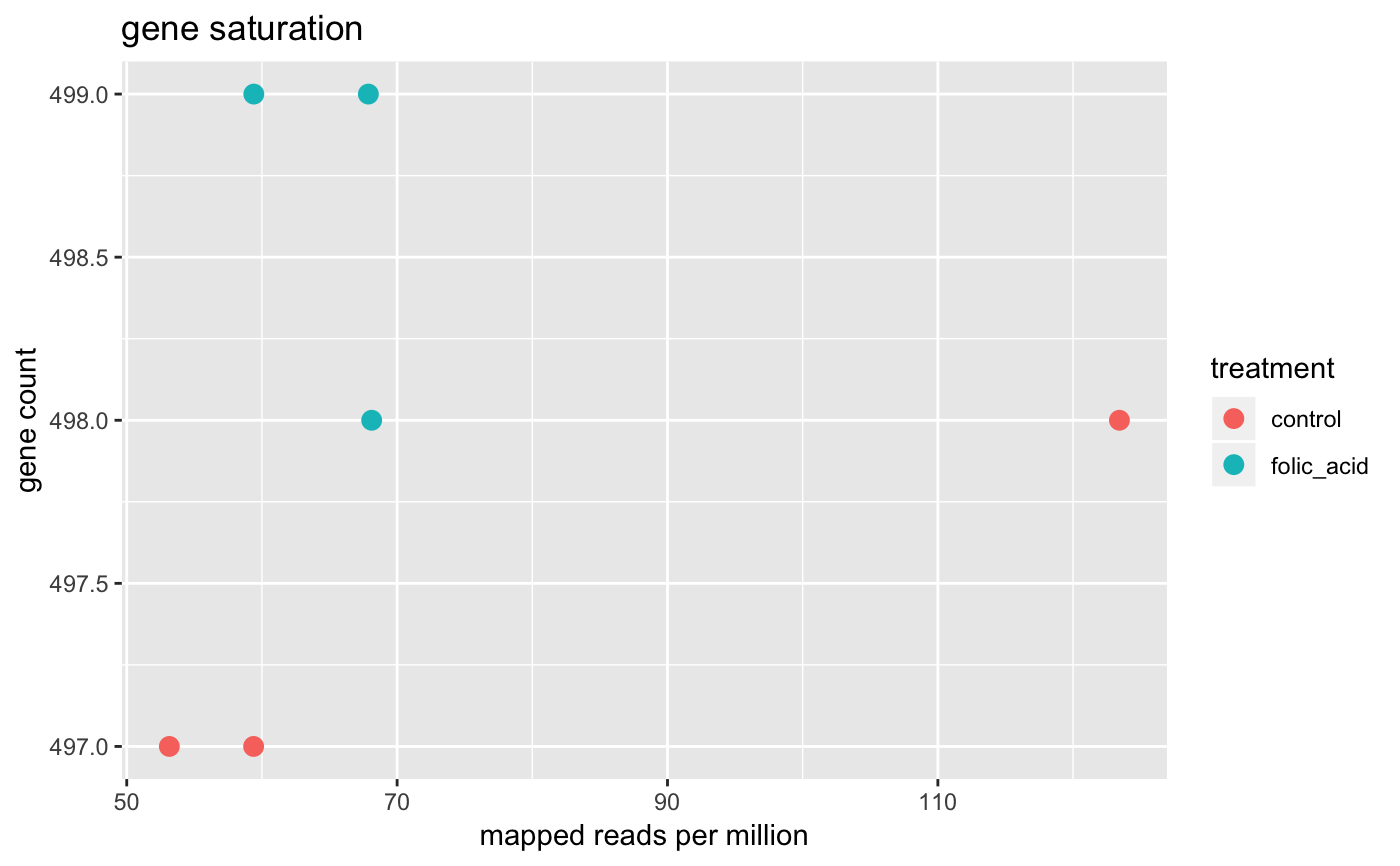 gene saturation
499.0
498.5
498.0
497.5
497.0
gene count
50 70 90 110
mapped reads per million
treatment
control
folic_acid